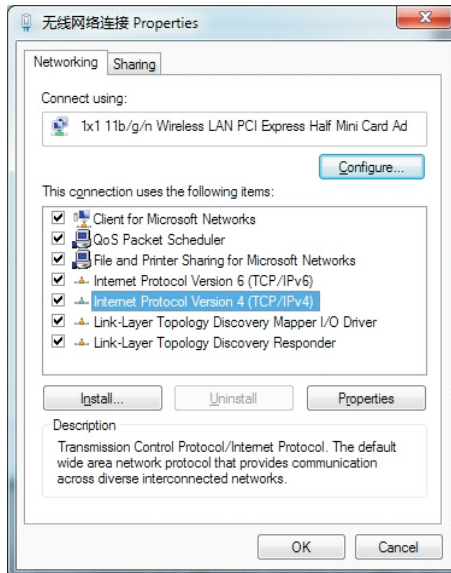 无线网络连接 Properties
Networking
Sharing
Connect using:
1x1 11b/g/n Wireless LAN PCI Express Half Mini Card Ad
Configure...
This connection uses the following items:
Client for Microsoft Networks
QoS Packet Scheduler
File and Printer Sharing for Microsoft Networks
Internet Protocol Version 6 (TCP/IPv6)
Internet Protocol Version 4 (TCP/IPv4)
Link-Layer Topology Discovery Mapper I/O Driver
Link-Layer Topology Discovery Responder
Install...
Uninstall
Properties
Description
Transmission Control Protocol/Internet Protocol. The default
wide area network protocol that provides communication
across diverse interconnected networks.
OK
Cancel